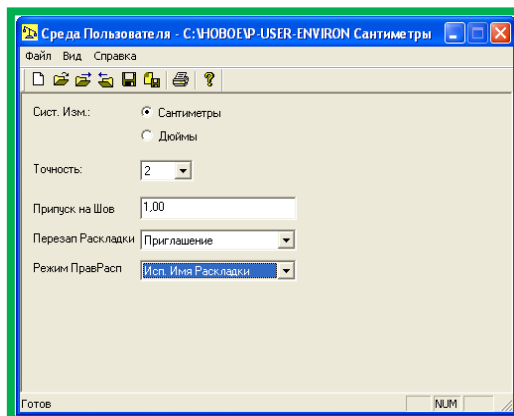 Среда Пользователя - C:\НОВОЕ\P-USER-ENVIRON Сантиметры
Файл Вид Справка
Сист. Изм.: Сантиметры
Дюймы
Точность: 2
Припуск на Шов 1,00
Перезап Раскладки Приглашение
Режим ПравРасп Исп. Имя Раскладки
Готов NUM